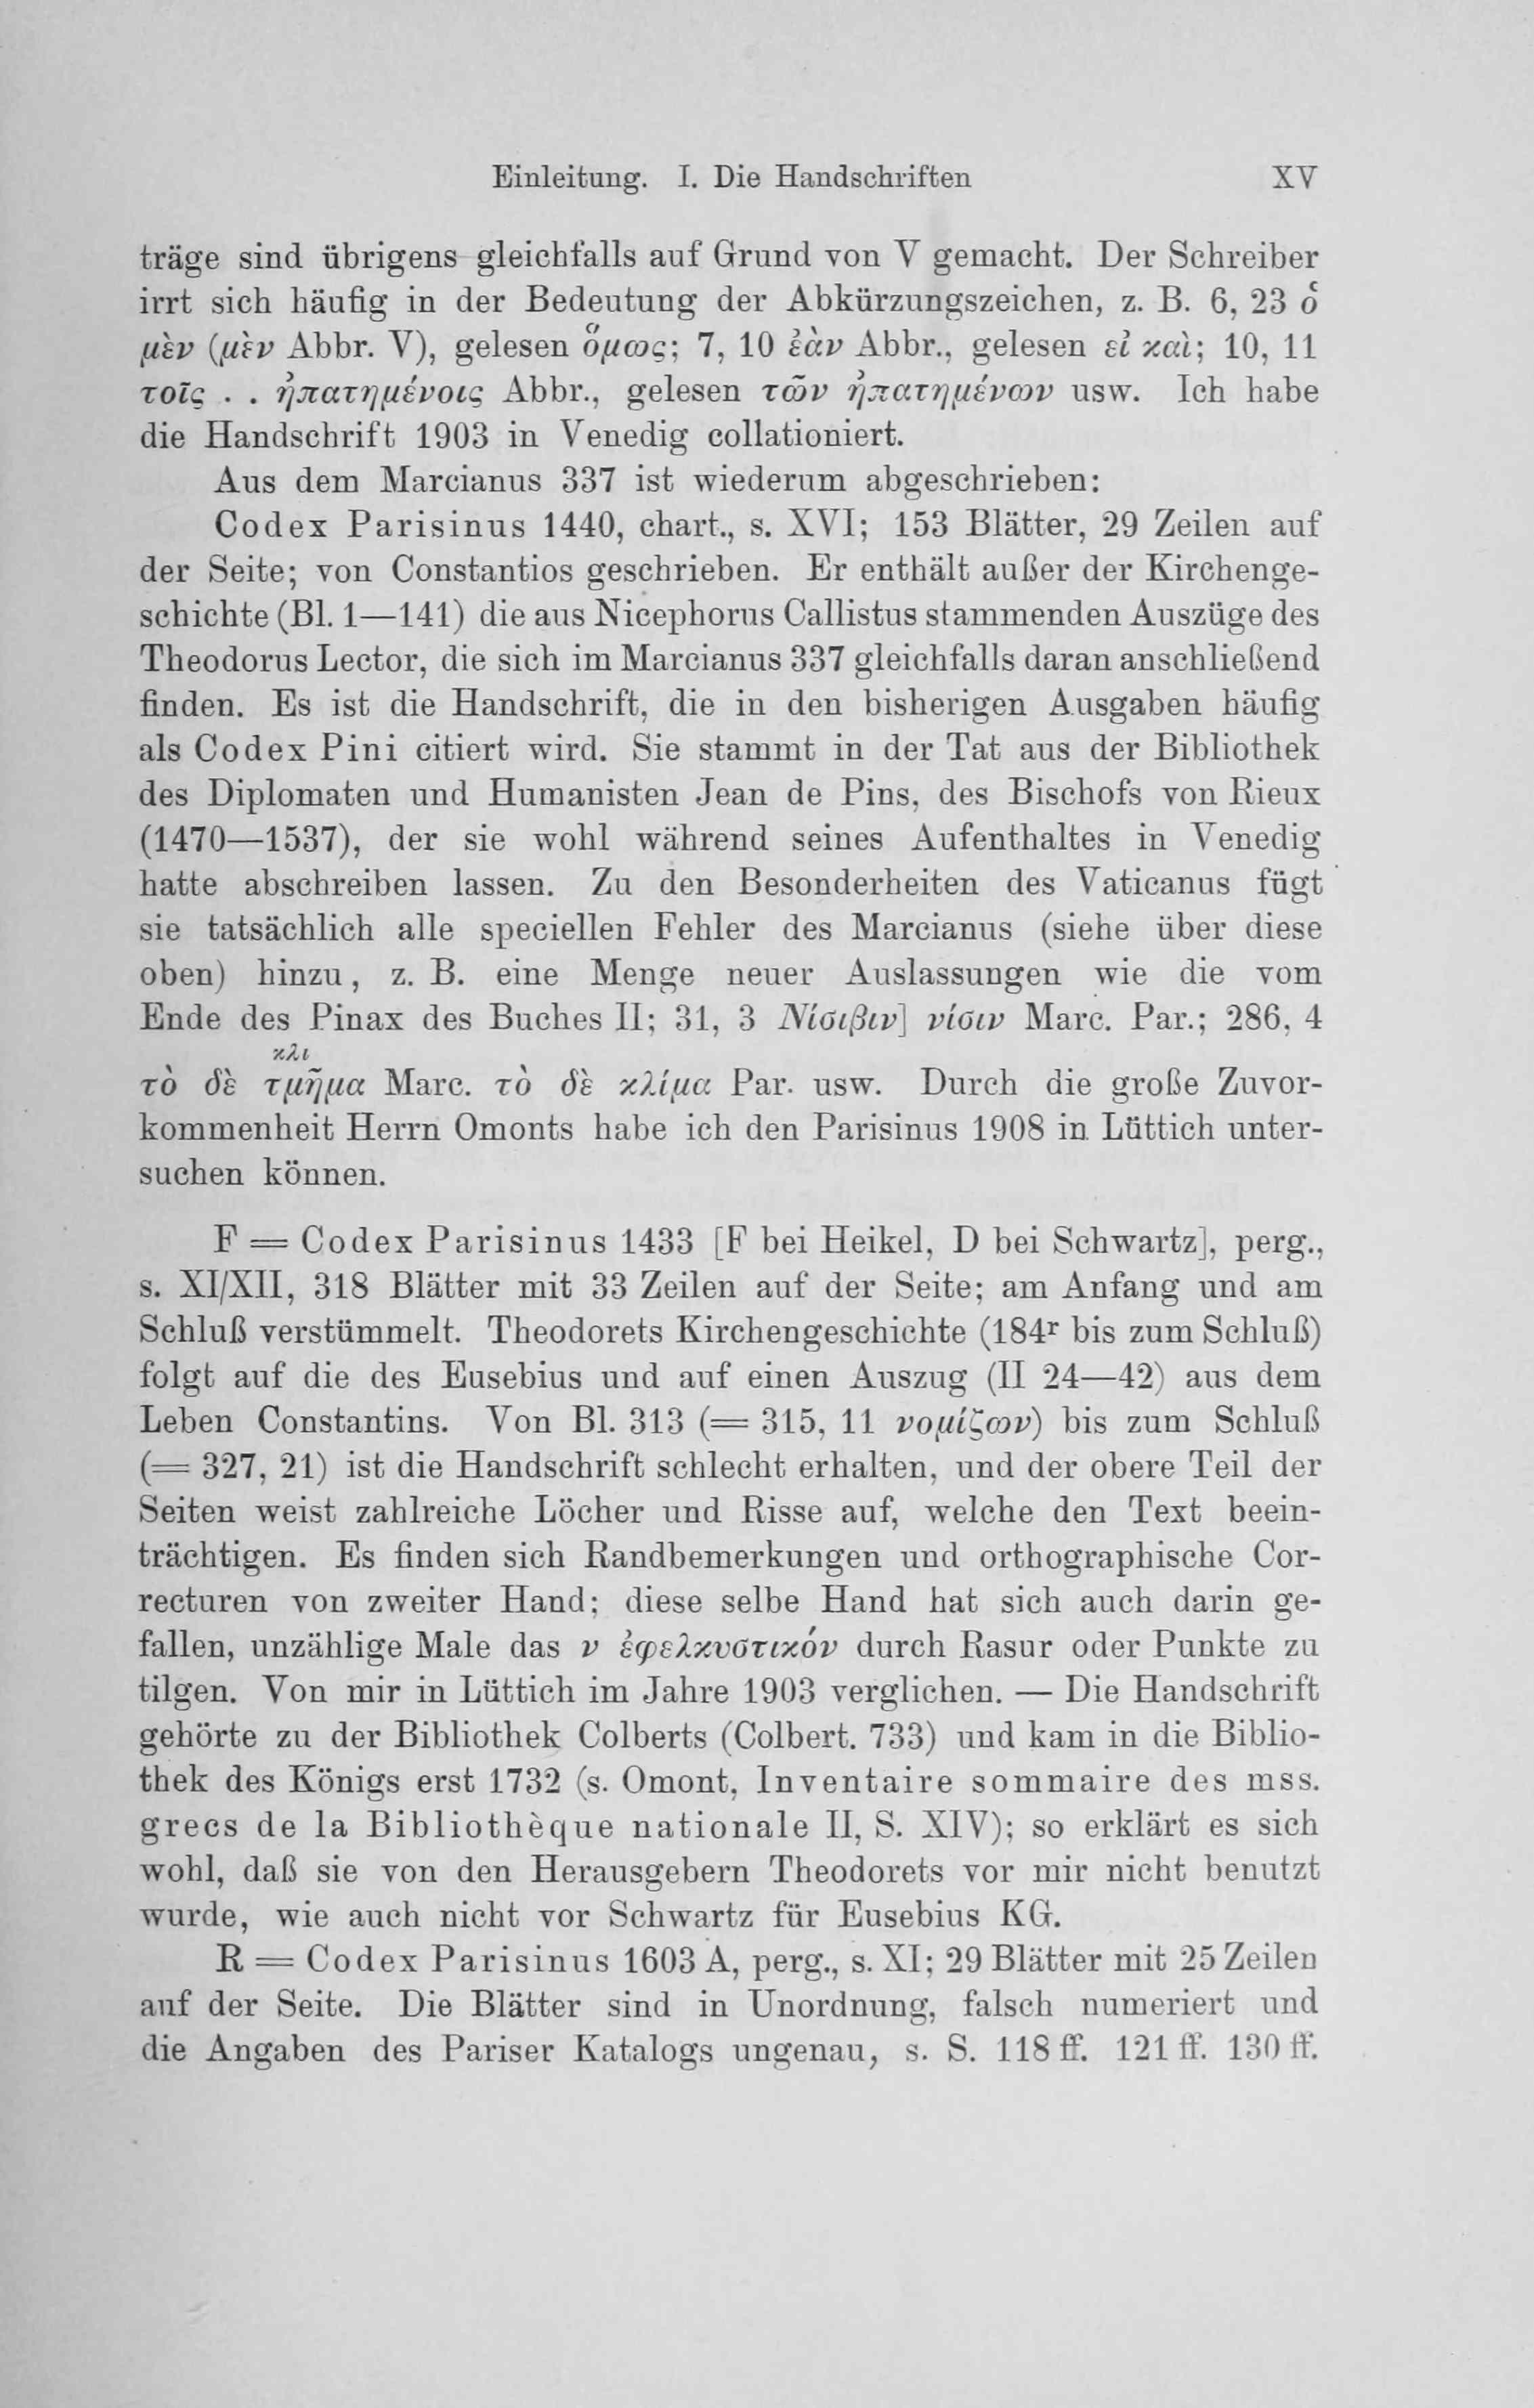 Einleitung. I. Die Handschriften XV
träge sind übrigens gleichfalls auf Grund von V gemacht. Der Schreiber
irrt sich häufig in der Bedeutung der Abkürzungszeichen, z. B. 6, 23 ὁ
μὲν (μὲν Abbr. V), gelesen ὅμως; 7, 10 ἐὰν Abbr., gelesen εἰ καὶ; 10, 11
τοῖς . . ἠπατημένοις Abbr., gelesen τῶν ἠπατημένων usw. Ich habe
die Handschrift 1903 in Venedig collationiert.
Aus dem Marcianus 337 ist wiederum abgeschrieben:
Codex Parisinus 1440, chart., s. XVI; 153 Blätter, 29 Zeilen auf
der Seite; von Constantios geschrieben. Er enthält außer der Kirchenge-
schichte (Bl. 1—141) die aus Nicephorus Callistus stammenden Auszüge des
Theodorus Lector, die sich im Marcianus 337 gleichfalls daran anschließend
finden. Es ist die Handschrift, die in den bisherigen Ausgaben häufig
als Codex Pini citiert wird. Sie stammt in der Tat aus der Bibliothek
des Diplomaten und Humanisten Jean de Pins, des Bischofs von Rieux
(1470—1537), der sie wohl während seines Aufenthaltes in Venedig
hatte abschreiben lassen. Zu den Besonderheiten des Vaticanus fügt
sie tatsächlich alle speciellen Fehler des Marcianus (siehe über diese
oben) hinzu, z. B. eine Menge neuer Auslassungen wie die vom
Ende des Pinax des Buches II; 31, 3 Νίσιβιν] νίσιν Marc. Par.; 286, 4
κλι
τὸ δὲ τμῆμα Marc. τὸ δὲ κλίμα Par. usw. Durch die große Zuvor-
kommenheit Herrn Omonts habe ich den Parisinus 1908 in Lüttich unter-
suchen können.
F = Codex Parisinus 1433 [F bei Heikel, D bei Schwartz], perg.,
s. XI/XII, 318 Blätter mit 33 Zeilen auf der Seite; am Anfang und am
Schluß verstümmelt. Theodorets Kirchengeschichte (184r bis zum Schluß)
folgt auf die des Eusebius und auf einen Auszug (II 24—42) aus dem
Leben Constantins. Von Bl. 313 (= 315, 11 νομίζων) bis zum Schluß
(= 327, 21) ist die Handschrift schlecht erhalten, und der obere Teil der
Seiten weist zahlreiche Löcher und Risse auf, welche den Text beein-
trächtigen. Es finden sich Randbemerkungen und orthographische Cor-
recturen von zweiter Hand; diese selbe Hand hat sich auch darin ge-
fallen, unzählige Male das ν ἐφελκυστικόν durch Rasur oder Punkte zu
tilgen. Von mir in Lüttich im Jahre 1903 verglichen. — Die Handschrift
gehörte zu der Bibliothek Colberts (Colbert. 733) und kam in die Biblio-
thek des Königs erst 1732 (s. Omont, Inventaire sommaire des mss.
grecs de la Bibliothèque nationale II, S. XIV); so erklärt es sich
wohl, daß sie von den Herausgebern Theodorets vor mir nicht benutzt
wurde, wie auch nicht vor Schwartz für Eusebius KG.
R = Codex Parisinus 1603 A, perg., s. XI; 29 Blätter mit 25 Zeilen
auf der Seite. Die Blätter sind in Unordnung, falsch numeriert und
die Angaben des Pariser Katalogs ungenau, s. S. 118 ff. 121 ff. 130 ff.